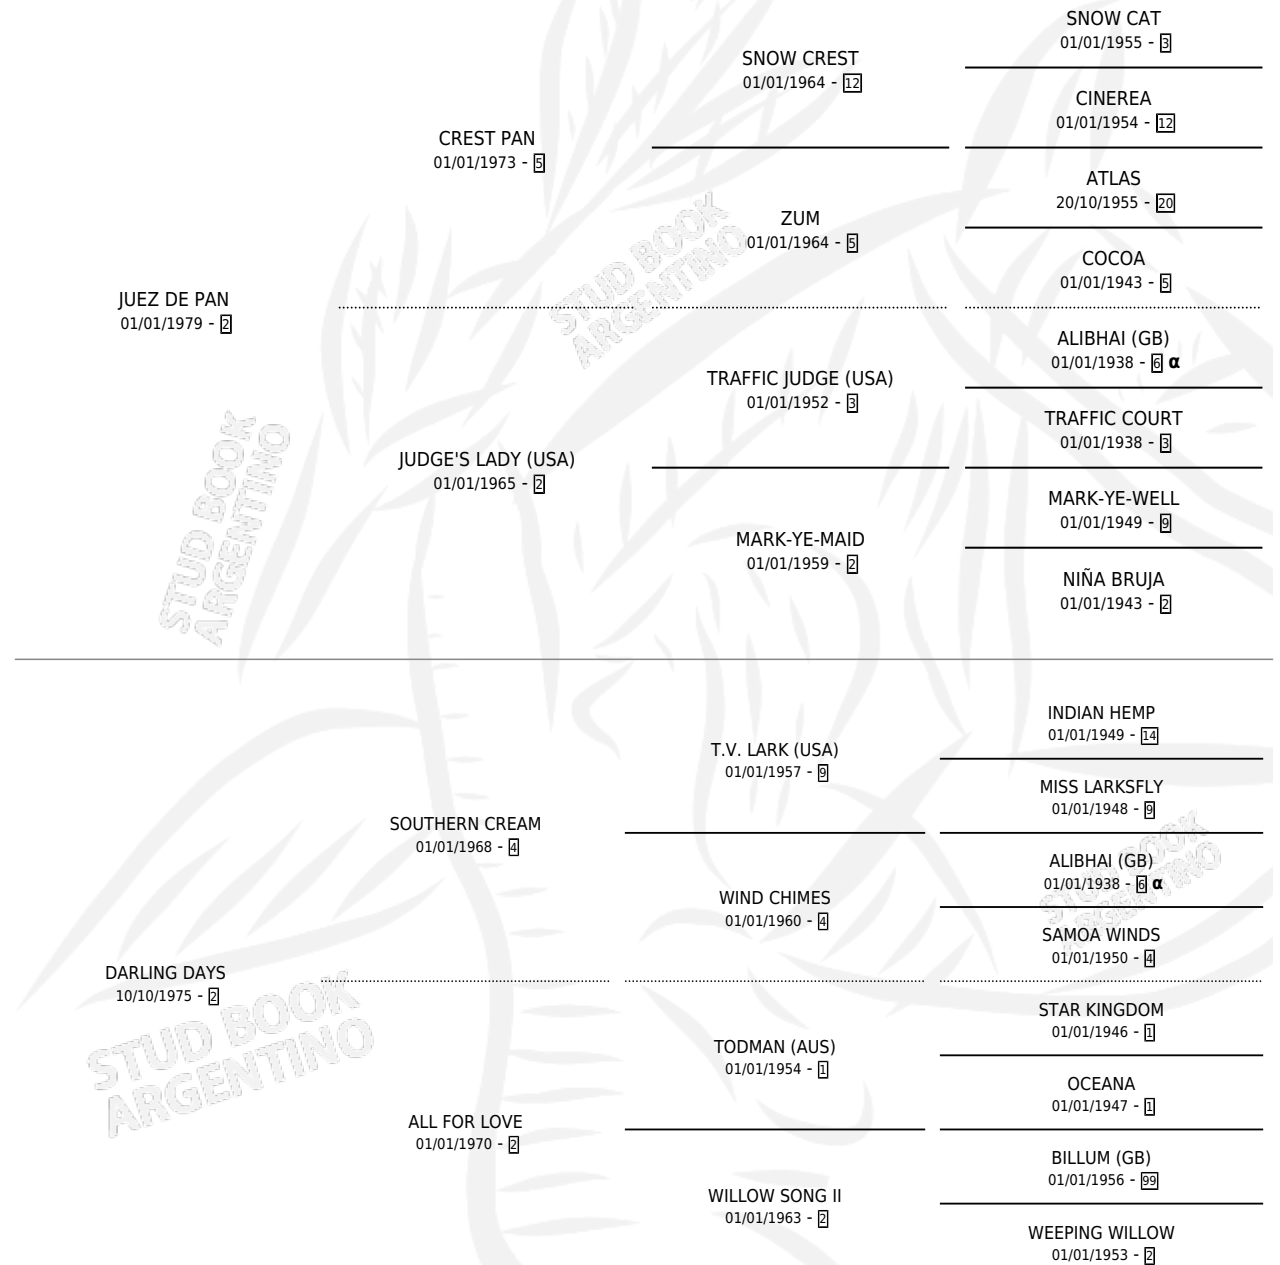 SNOW CAT
01/01/1955 - 3
SNOW CREST
01/01/1964 - 12
CINEREA
01/01/1954 - 12
CREST PAN
01/01/1973 - 5
ATLAS
20/10/1955 - 20
ZUM
01/01/1964 - 5
COCOA
01/01/1943 - 5
STUD BOOK
ARGENTINO
JUEZ DE PAN
01/01/1979 - 2
ALIBHAI (GB)
01/01/1938 - 6 α
TRAFFIC JUDGE (USA)
01/01/1952 - 3
TRAFFIC COURT
01/01/1938 - 3
JUDGE'S LADY (USA)
01/01/1965 - 2
MARK-YE-WELL
01/01/1949 - 9
MARK-YE-MAID
01/01/1959 - 2
NIÑA BRUJA
01/01/1943 - 2
STUD BOOK
ARGENTINO
INDIAN HEMP
01/01/1949 - 14
T.V. LARK (USA)
01/01/1957 - 9
MISS LARKSFLY
01/01/1948 - 9
SOUTHERN CREAM
01/01/1968 - 4
ALIBHAI (GB)
01/01/1938 - 6 α
WIND CHIMES
01/01/1960 - 4
SAMOA WINDS
01/01/1950 - 4
STUD BOOK
ARGENTINO
DARLING DAYS
10/10/1975 - 2
STAR KINGDOM
01/01/1946 - 1
TODMAN (AUS)
01/01/1954 - 1
OCEANA
01/01/1947 - 1
ALL FOR LOVE
01/01/1970 - 2
BILLUM (GB)
01/01/1956 - 99
WILLOW SONG II
01/01/1963 - 2
WEEPING WILLOW
01/01/1953 - 2
STUD BOOK
ARGENTINO